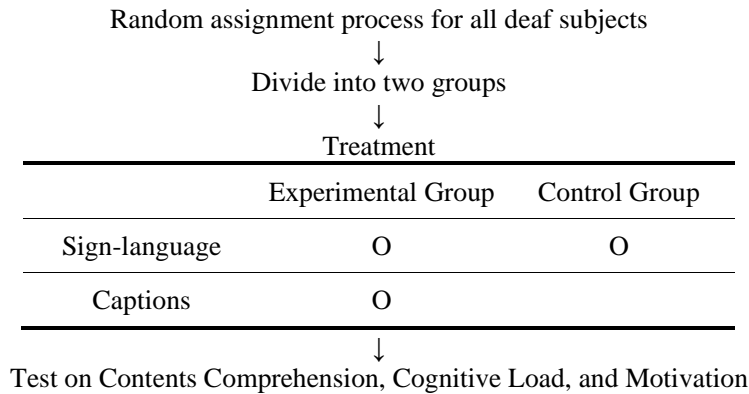 Random assignment process for all deaf subjects
↓
Divide into two groups
↓
Treatment
Experimental Group Control Group
Sign-language O O
Captions O
↓
Test on Contents Comprehension, Cognitive Load, and Motivation